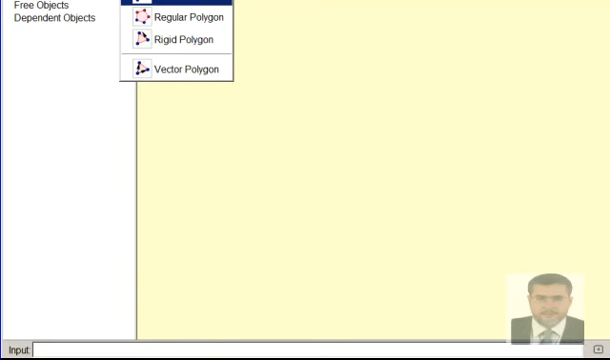 Free Objects
Dependent Objects
Regular Polygon
Rigid Polygon
Vector Polygon
Input: